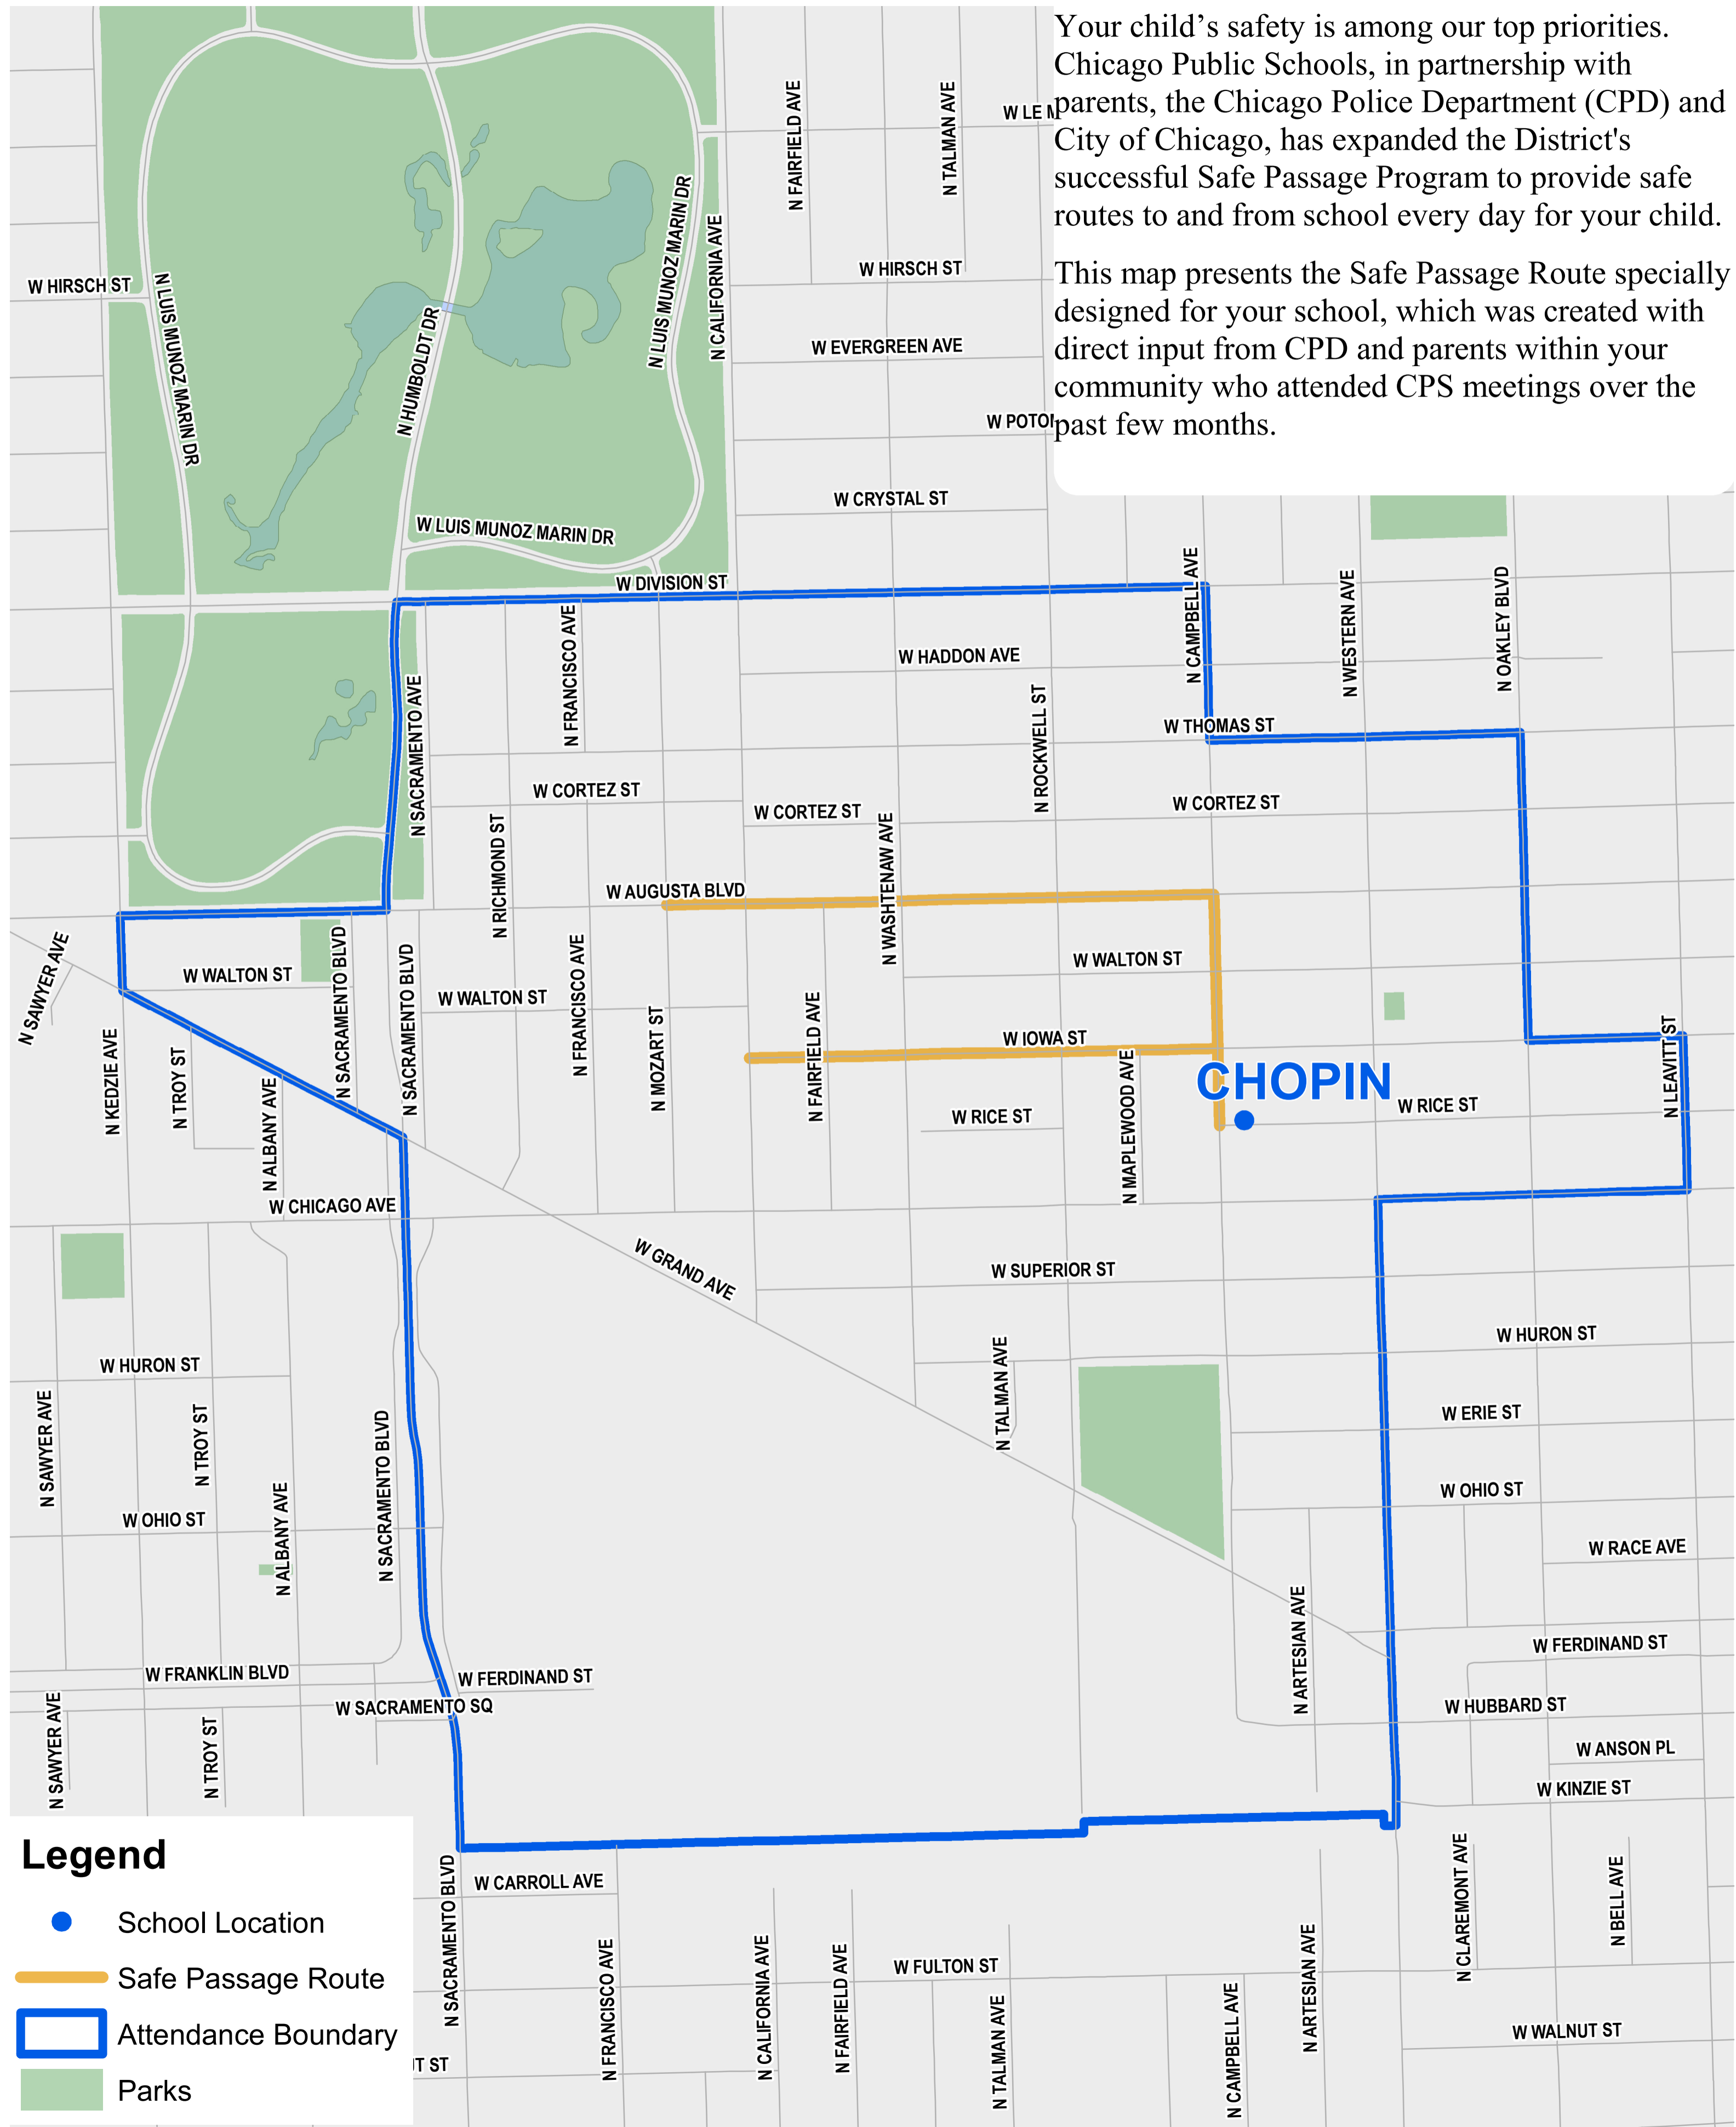 Your child’s safety is among our top priorities.
Chicago Public Schools, in partnership with
parents, the Chicago Police Department (CPD) and
City of Chicago, has expanded the District's
successful Safe Passage Program to provide safe
routes to and from school every day for your child.
This map presents the Safe Passage Route specially
designed for your school, which was created with
direct input from CPD and parents within your
community who attended CPS meetings over the
past few months.
N FAIRFIELD AVE
N TALMAN AVE
W LE M
N LUIS MUNOZ MARIN DR
N CALIFORNIA AVE
W HIRSCH ST
W HIRSCH ST
N LUIS MUNOZ MARIN DR
N HUMBOLDT DR
W EVERGREEN AVE
W POTOM
W CRYSTAL ST
W LUIS MUNOZ MARIN DR
W DIVISION ST
N CAMPBELL AVE
N WESTERN AVE
N OAKLEY BLVD
N FRANCISCO AVE
W HADDON AVE
N SACRAMENTO AVE
N ROCKWELL ST
W THOMAS ST
W CORTEZ ST
W CORTEZ ST
W CORTEZ ST
N RICHMOND ST
N WASHTENAW AVE
W AUGUSTA BLVD
N SAWYER AVE
W WALTON ST
N SACRAMENTO BLVD
N SACRAMENTO BLVD
W WALTON ST
N FRANCISCO AVE
W WALTON ST
N MOZART ST
N FAIRFIELD AVE
W IOWA ST
N KEDZIE AVE
N TROY ST
N ALBANY AVE
W RICE ST
N MAPLEWOOD AVE
CHOPIN
W RICE ST
N LEAVITT ST
W CHICAGO AVE
W GRAND AVE
W SUPERIOR ST
W HURON ST
W HURON ST
N TALMAN AVE
N SAWYER AVE
N TROY ST
N SACRAMENTO BLVD
W ERIE ST
W OHIO ST
W OHIO ST
N ALBANY AVE
W RACE AVE
N ARTESIAN AVE
W FERDINAND ST
W FRANKLIN BLVD
W FERDINAND ST
W SACRAMENTO SQ
W HUBBARD ST
N SAWYER AVE
N TROY ST
W ANSON PL
W KINZIE ST
N SACRAMENTO BLVD
W CARROLL AVE
N CLAREMONT AVE
N BELL AVE
N FRANCISCO AVE
N CALIFORNIA AVE
N FAIRFIELD AVE
W FULTON ST
N TALMAN AVE
N CAMPBELL AVE
N ARTESIAN AVE
W WALNUT ST
UT ST
Legend
School Location
Safe Passage Route
Attendance Boundary
Parks